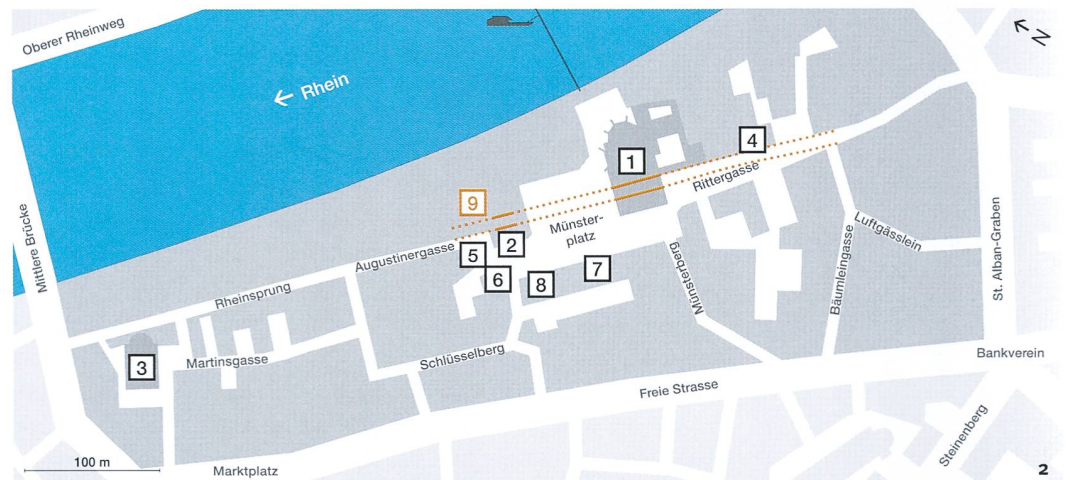 Oberer Rheinweg
N
← Rhein
4
1
Rittergasse
9
Münster-
platz
Luftgässlein
St. Alban-Graben
Mittlere Brücke
2
Augustinergasse
5
6
8
7
Münsterberg
Bäumleingasse
Rheinsprung
3
Martinsgasse
Schlüsselberg
Bankverein
Freie Strasse
Steinenberg
100 m
Marktplatz
2